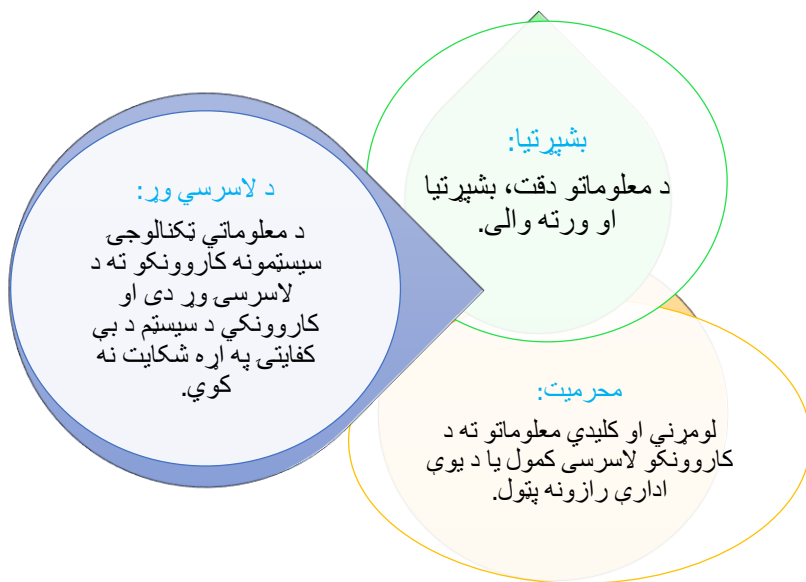 بشپړتیا:
د معلوماتو دقت، بشپړتیا
او ورته والی.
د لاسرسي وړ:
د معلوماتي ټکنالوجۍ
سیسټمونه کاروونکو ته د
لاسرسۍ وړ دی او
کاروونکي د سیسټم د بې
کفایتۍ په اړه شکایت نه
کوي.
محرمیت:
لومړني او کلیدي معلوماتو ته د
کاروونکو لاسرسی کمول یا د یوې
ادارې رازونه پټول.